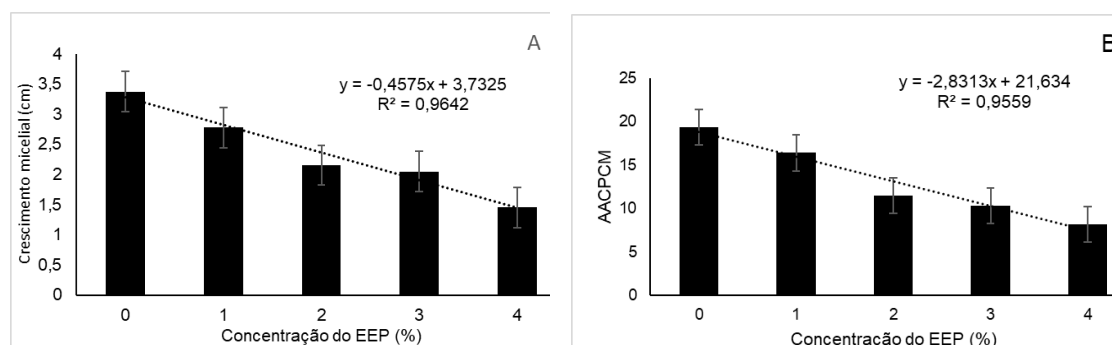 A
y = -0,4575x + 3,7325
R² = 0,9642
4
3,5
3
2,5
2
1,5
1
0,5
0
Crescimento micelial (cm)
0 1 2 3 4
Concentração do EEP (%)
y = -2,8313x + 21,634
R² = 0,9559
25
20
15
10
5
0
AACPCM
0 1 2 3 4
Concentração do EEP (%)